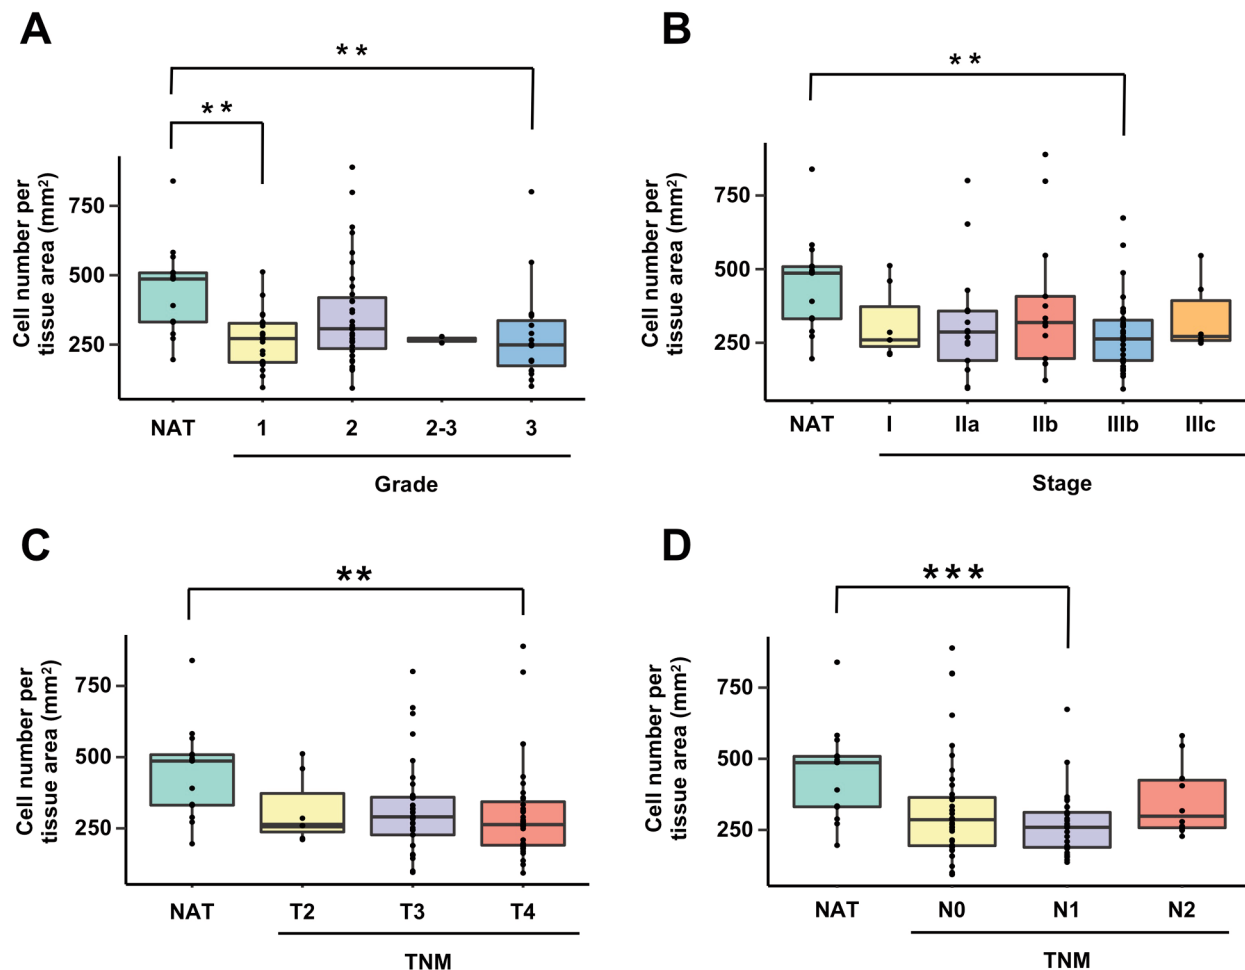 A
**
**
Cell number per
tissue area (mm²)
750
500
250
NAT 1 2 2-3 3
Grade
B
**
Cell number per
tissue area (mm²)
750
500
250
NAT I IIa IIb IIIb IIIc
Stage
C
**
Cell number per
tissue area (mm²)
750
500
250
NAT T2 T3 T4
TNM
D
***
Cell number per
tissue area (mm²)
750
500
250
NAT N0 N1 N2
TNM